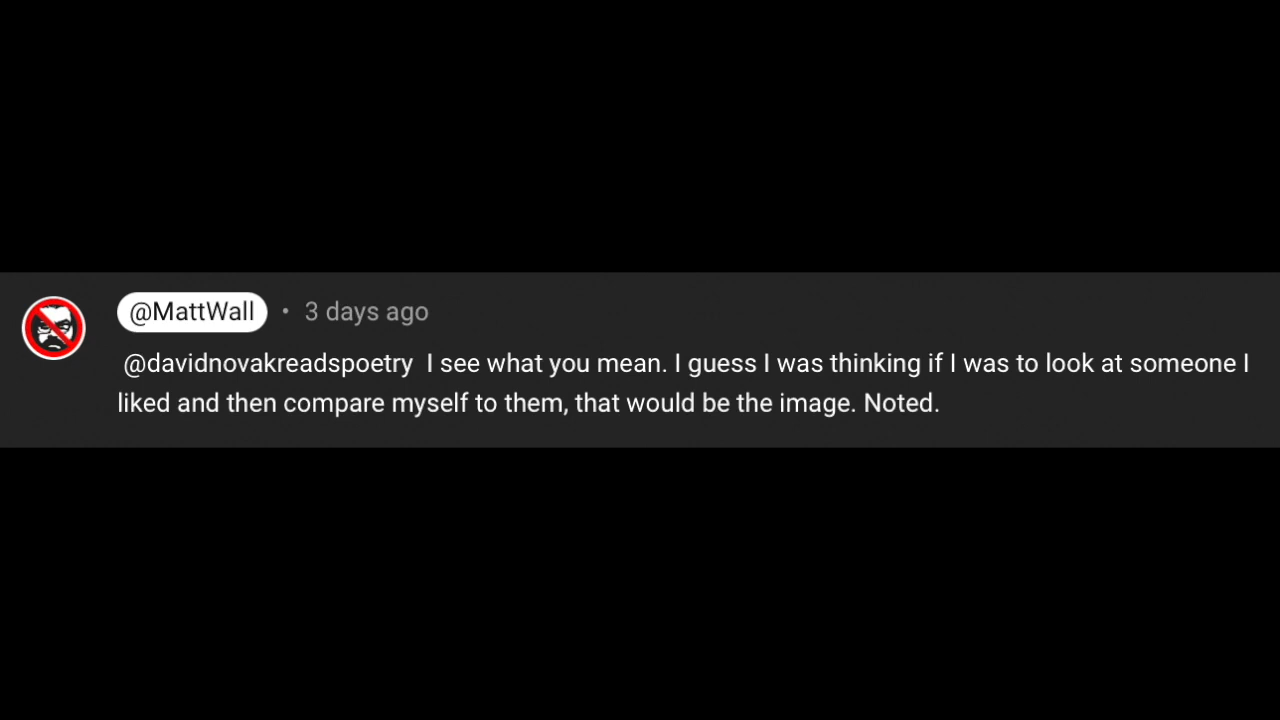 @MattWall • 3 days ago
@davidnovakreadspoetry I see what you mean. I guess I was thinking if I was to look at someone I
liked and then compare myself to them, that would be the image. Noted.